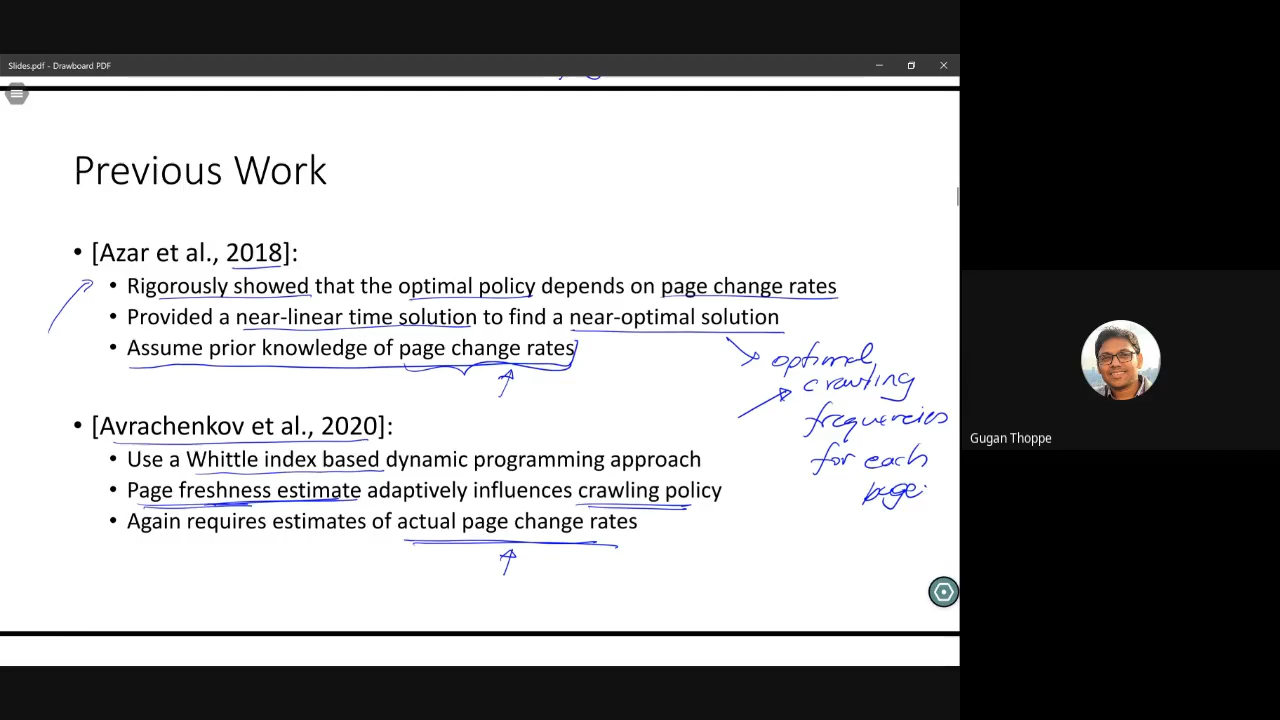 Slides.pdf - Drawboard PDF
Previous Work
• [Azar et al., 2018]:
• Rigorously showed that the optimal policy depends on page change rates
• Provided a near-linear time solution to find a near-optimal solution
• Assume prior knowledge of page change rates
optimal
crawling
frequencies
for each
page.
• [Avrachenkov et al., 2020]:
• Use a Whittle index based dynamic programming approach
• Page freshness estimate adaptively influences crawling policy
• Again requires estimates of actual page change rates
Gugan Thoppe